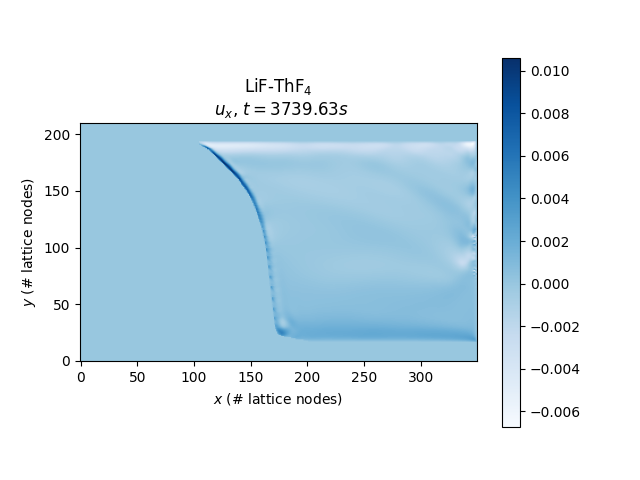 LiF-ThF₄
uₓ, t = 3739.63s
200
150
100
50
0
y (# lattice nodes)
0 50 100 150 200 250 300
x (# lattice nodes)
0.010
0.008
0.006
0.004
0.002
0.000
−0.002
−0.004
−0.006